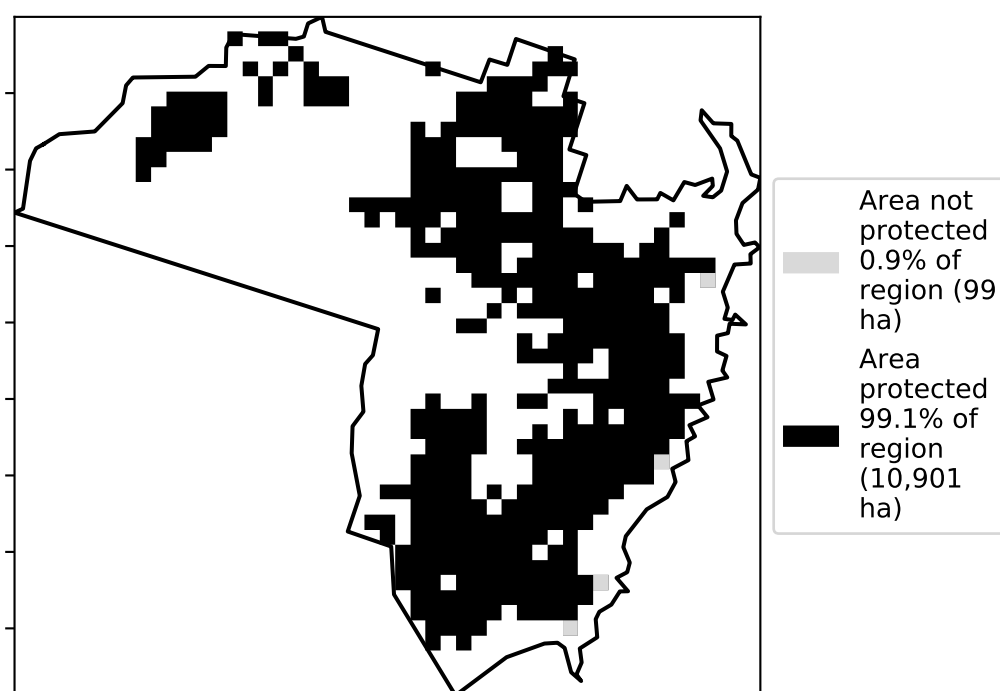 Area not
protected
0.9% of
region (99
ha)
Area
protected
99.1% of
region
(10,901
ha)